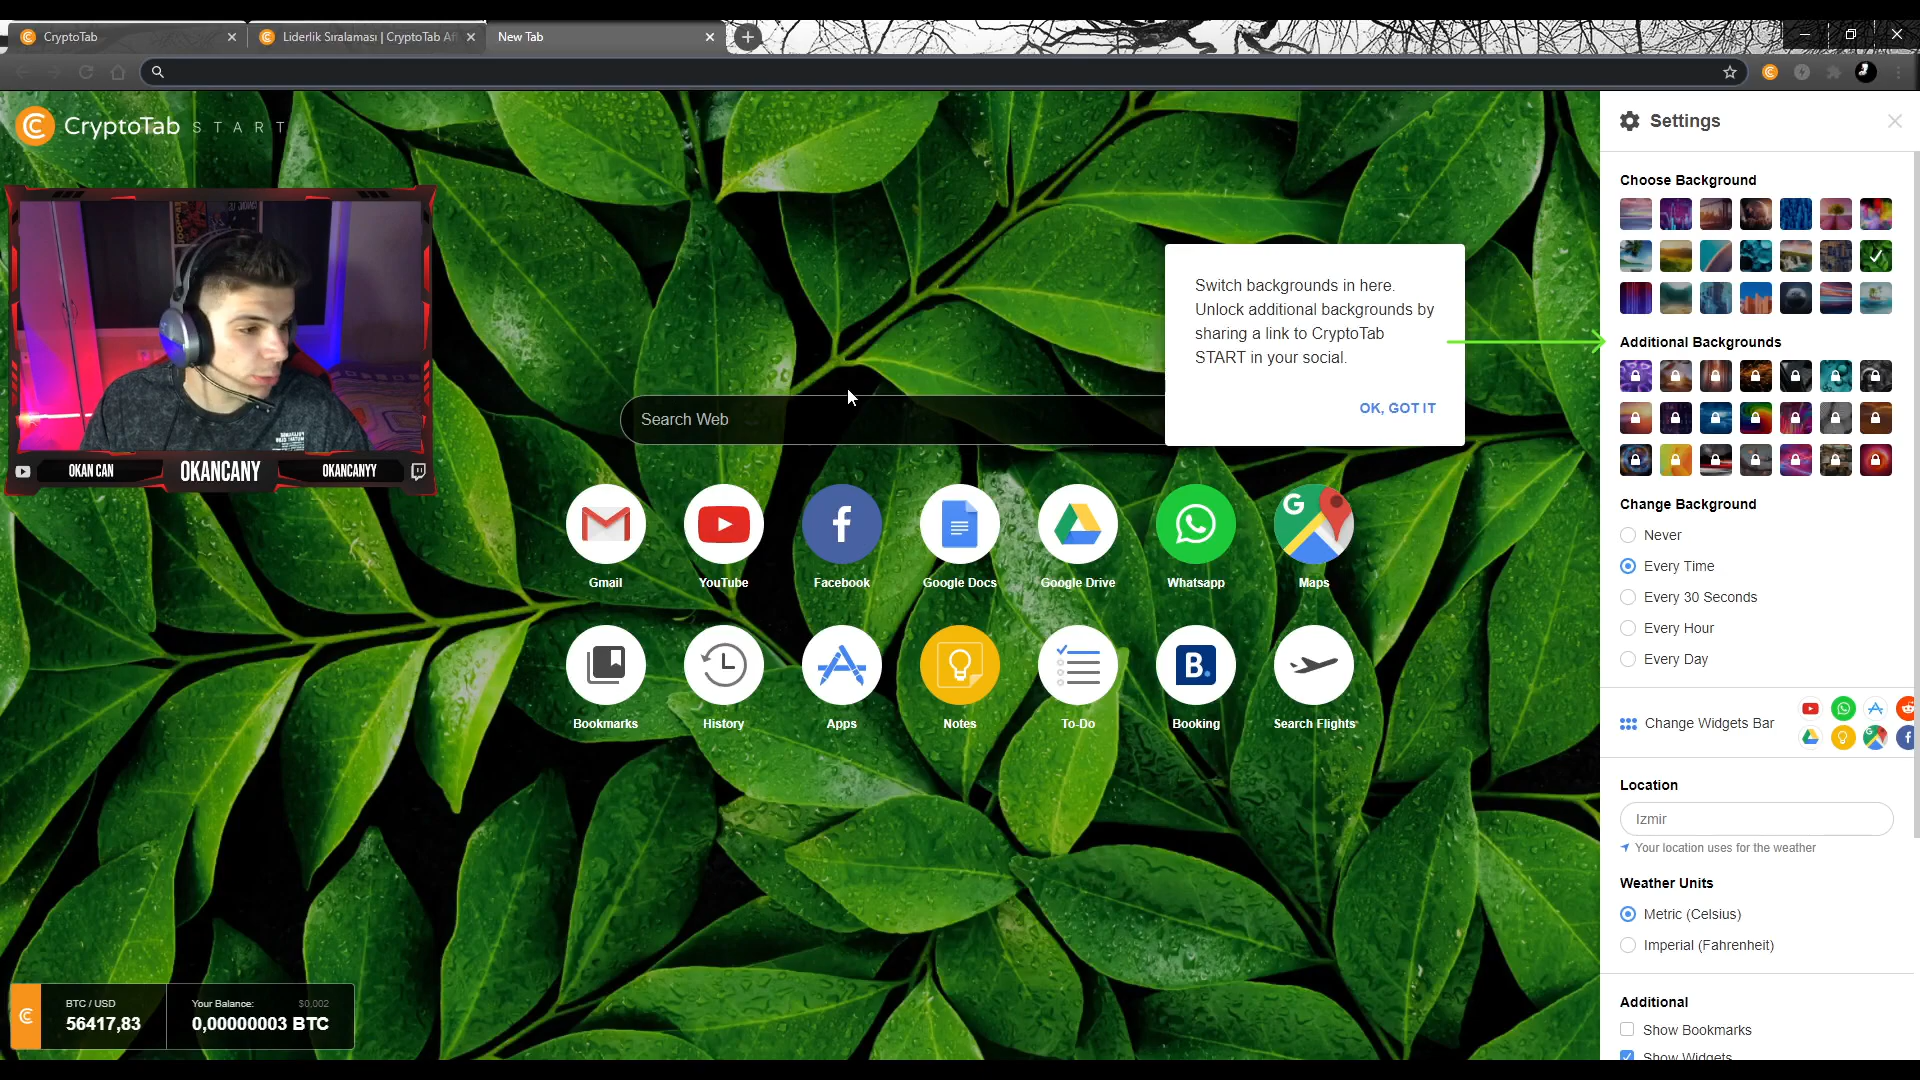 CryptoTab
Liderlik Sıralaması | CryptoTab Af
New Tab
CryptoTab START
OKAN CAN
OKANCANY
OKANCANYY
Search Web
Switch backgrounds in here.
Unlock additional backgrounds by
sharing a link to CryptoTab
START in your social.
OK, GOT IT
Gmail
YouTube
Facebook
Google Docs
Google Drive
Whatsapp
Maps
Bookmarks
History
Apps
Notes
To-Do
Booking
Search Flights
BTC / USD
56417,83
Your Balance:
$0,002
0,00000003 BTC
Settings
Choose Background
Additional Backgrounds
Change Background
Never
Every Time
Every 30 Seconds
Every Hour
Every Day
Change Widgets Bar
Location
Izmir
Your location uses for the weather
Weather Units
Metric (Celsius)
Imperial (Fahrenheit)
Additional
Show Bookmarks
Show Widgets